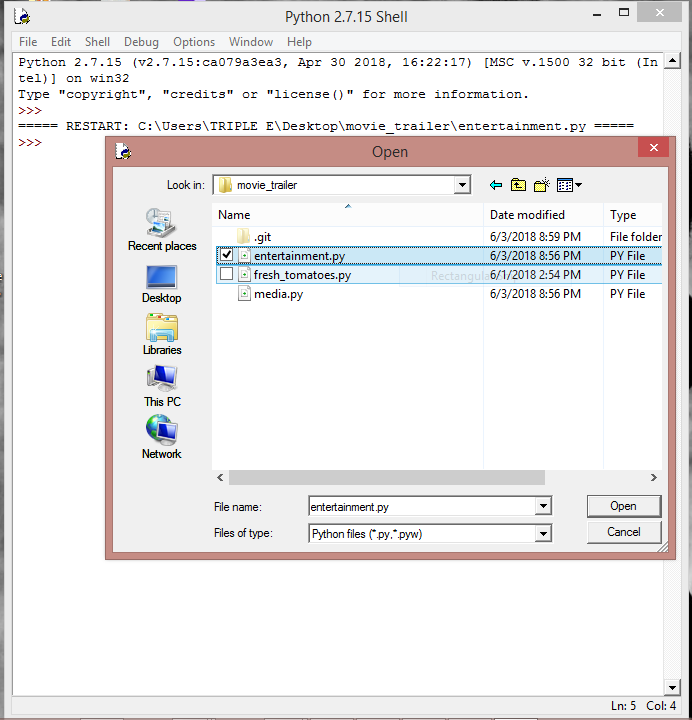 Python 2.7.15 Shell
File Edit Shell Debug Options Window Help
Python 2.7.15 (v2.7.15:ca079a3ea3, Apr 30 2018, 16:22:17) [MSC v.1500 32 bit (In
tel)] on win32
Type "copyright", "credits" or "license()" for more information.
>>>
===== RESTART: C:\Users\TRIPLE E\Desktop\movie_trailer\entertainment.py =====
>>>
Open
Look in: movie_trailer
Name Date modified Type
.git 6/3/2018 8:59 PM File folder
entertainment.py 6/3/2018 8:56 PM PY File
fresh_tomatoes.py 6/1/2018 2:54 PM PY File
media.py 6/3/2018 8:56 PM PY File
Recent places
Desktop
Libraries
This PC
Network
File name: entertainment.py Open
Files of type: Python files (*.py,*.pyw) Cancel
Ln: 5 Col: 4